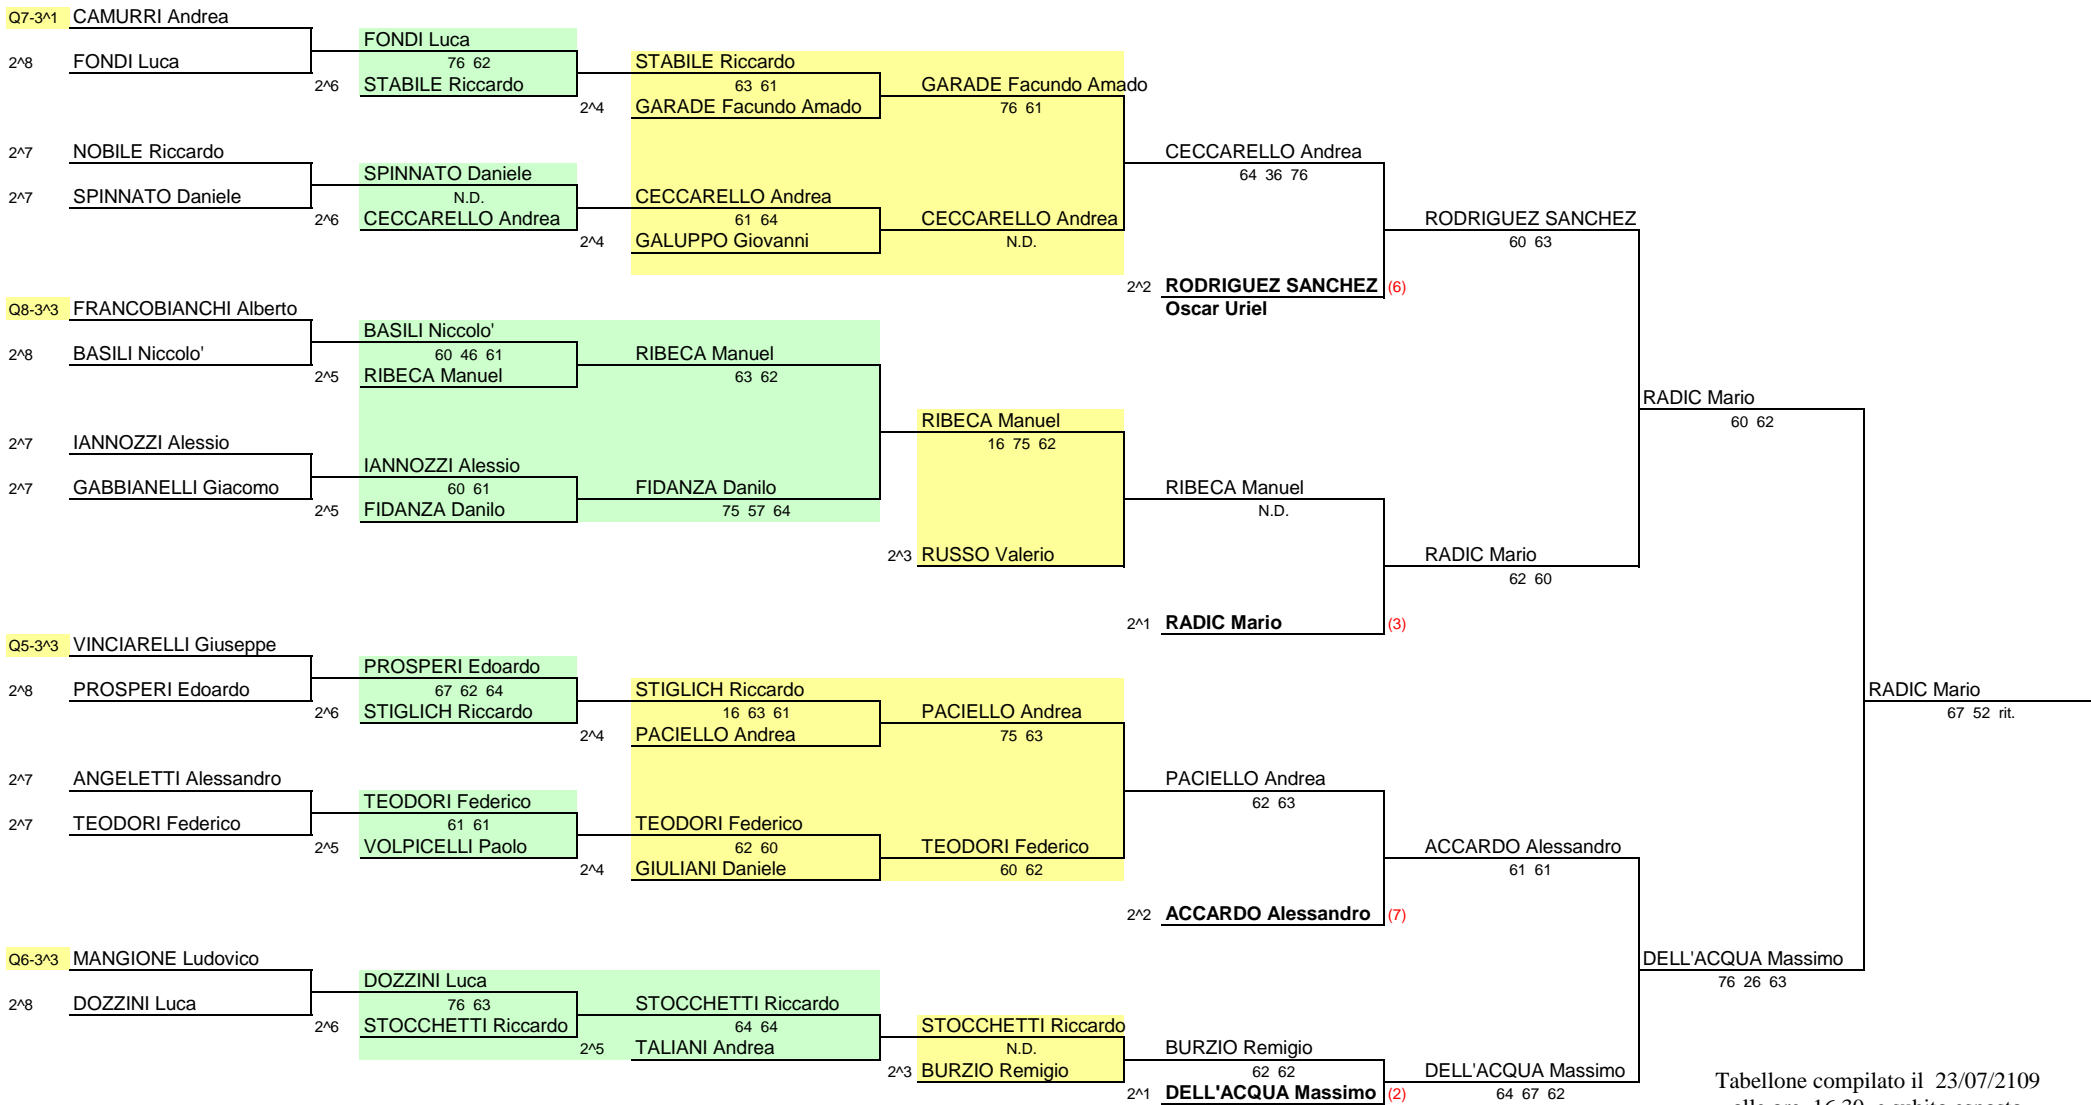 Q7-3^1 CAMURRI Andrea
FONDI Luca
2^8 FONDI Luca
76 62
STABILE Riccardo
2^6 STABILE Riccardo
63 61
GARADE Facundo Amado
2^4 GARADE Facundo Amado
76 61
2^7 NOBILE Riccardo
CECCARELLO Andrea
64 36 76
SPINNATO Daniele
2^7 SPINNATO Daniele
N.D.
CECCARELLO Andrea
2^6 CECCARELLO Andrea
61 64
CECCARELLO Andrea
RODRIGUEZ SANCHEZ
2^4 GALUPPO Giovanni
N.D.
60 63
2^2 RODRIGUEZ SANCHEZ (6)
Oscar Uriel
Q8-3^3 FRANCOBIANCHI Alberto
BASILI Niccolo'
2^8 BASILI Niccolo'
60 46 61
RIBECA Manuel
2^5 RIBECA Manuel
63 62
RADIC Mario
60 62
RIBECA Manuel
2^7 IANNOZZI Alessio
16 75 62
IANNOZZI Alessio
2^7 GABBIANELLI Giacomo
60 61
FIDANZA Danilo
RIBECA Manuel
2^5 FIDANZA Danilo
75 57 64
N.D.
2^3 RUSSO Valerio
RADIC Mario
62 60
2^1 RADIC Mario (3)
Q5-3^3 VINCIARELLI Giuseppe
PROSPERI Edoardo
2^8 PROSPERI Edoardo
67 62 64
STIGLICH Riccardo
RADIC Mario
2^6 STIGLICH Riccardo
16 63 61
PACIELLO Andrea
67 52 rit.
2^4 PACIELLO Andrea
75 63
2^7 ANGELETTI Alessandro
PACIELLO Andrea
62 63
TEODORI Federico
2^7 TEODORI Federico
61 61
TEODORI Federico
2^5 VOLPICELLI Paolo
62 60
TEODORI Federico
ACCARDO Alessandro
2^4 GIULIANI Daniele
60 62
61 61
2^2 ACCARDO Alessandro (7)
Q6-3^3 MANGIONE Ludovico
DELL'ACQUA Massimo
76 26 63
DOZZINI Luca
2^8 DOZZINI Luca
76 63
STOCCHETTI Riccardo
2^6 STOCCHETTI Riccardo
64 64
STOCCHETTI Riccardo
2^5 TALIANI Andrea
N.D.
BURZIO Remigio
2^3 BURZIO Remigio
62 62
DELL'ACQUA Massimo
2^1 DELL'ACQUA Massimo (2)
64 67 62
Tabellone compilato il 23/07/2109